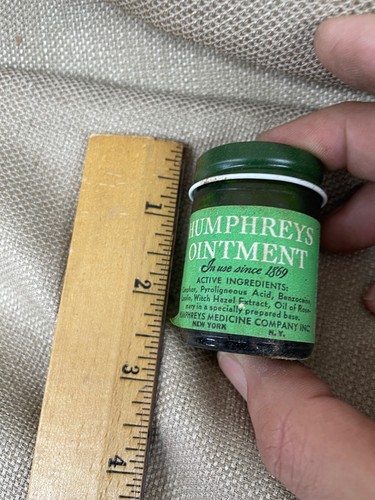 HUMPHREYS
OINTMENT
In use since 1869
ACTIVE INGREDIENTS:
Pyroligneous Acid, Benzocaine,
Witch Hazel Extract, Oil of Rose-
mary in a specially prepared base.
HUMPHREYS MEDICINE COMPANY INC
NEW YORK N.Y.
1
2
3
4